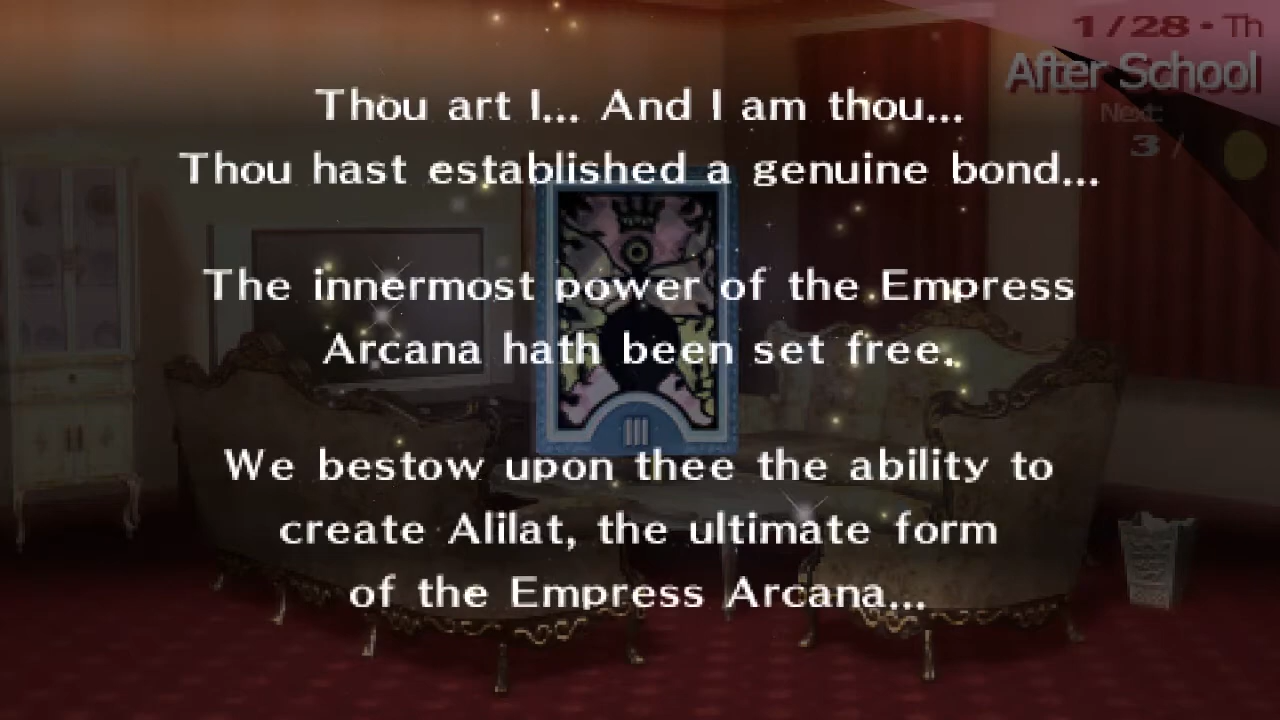 1/28 • Th
After School
Next:
3 /
Thou art I... And I am thou...
Thou hast established a genuine bond...
The innermost power of the Empress
Arcana hath been set free.
We bestow upon thee the ability to
create Alilat, the ultimate form
of the Empress Arcana...
III